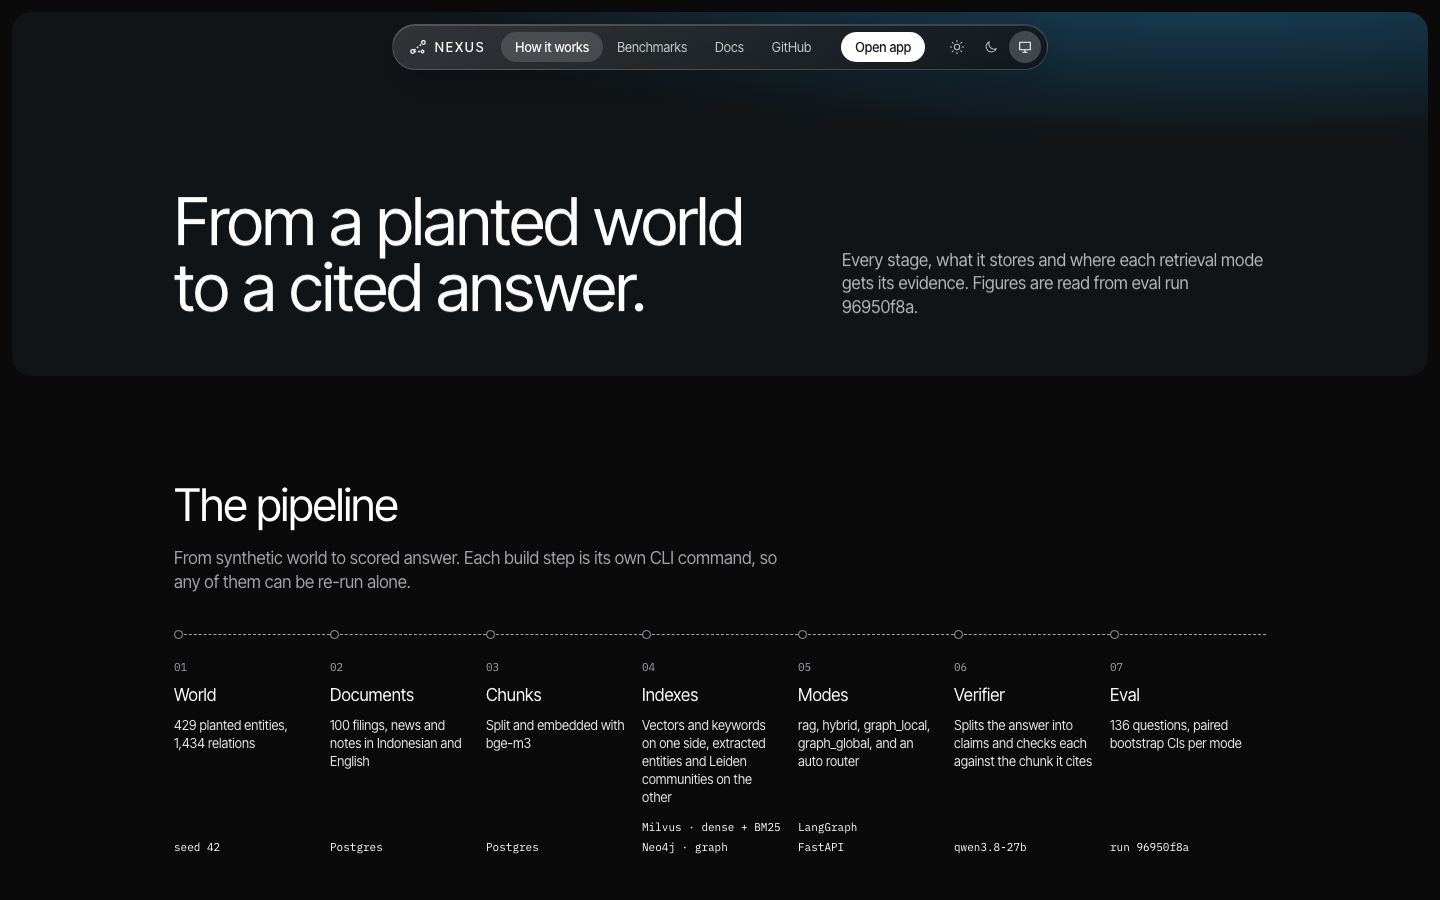 NEXUS
How it works
Benchmarks
Docs
GitHub
Open app
From a planted world
to a cited answer.
Every stage, what it stores and where each retrieval mode
gets its evidence. Figures are read from eval run
96950f8a.
The pipeline
From synthetic world to scored answer. Each build step is its own CLI command, so
any of them can be re-run alone.
01
World
429 planted entities,
1,434 relations
seed 42
02
Documents
100 filings, news and
notes in Indonesian and
English
Postgres
03
Chunks
Split and embedded with
bge-m3
Postgres
04
Indexes
Vectors and keywords
on one side, extracted
entities and Leiden
communities on the
other
Milvus · dense + BM25
Neo4j · graph
05
Modes
rag, hybrid, graph_local,
graph_global, and an
auto router
LangGraph
FastAPI
06
Verifier
Splits the answer into
claims and checks each
against the chunk it cites
qwen3.8-27b
07
Eval
136 questions, paired
bootstrap CIs per mode
run 96950f8a